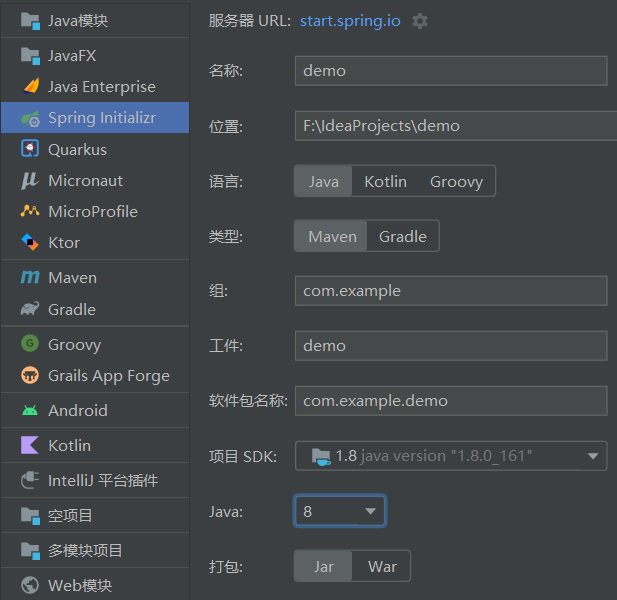 Java模块
JavaFX
Java Enterprise
Spring Initializr
Quarkus
Micronaut
MicroProfile
Ktor
Maven
Gradle
Groovy
Grails App Forge
Android
Kotlin
IntelliJ 平台插件
空项目
多模块项目
Web模块
服务器 URL: start.spring.io
名称: demo
位置: F:\IdeaProjects\demo
语言: Java Kotlin Groovy
类型: Maven Gradle
组: com.example
工件: demo
软件包名称: com.example.demo
项目 SDK: 1.8 java version "1.8.0_161"
Java: 8
打包: Jar War